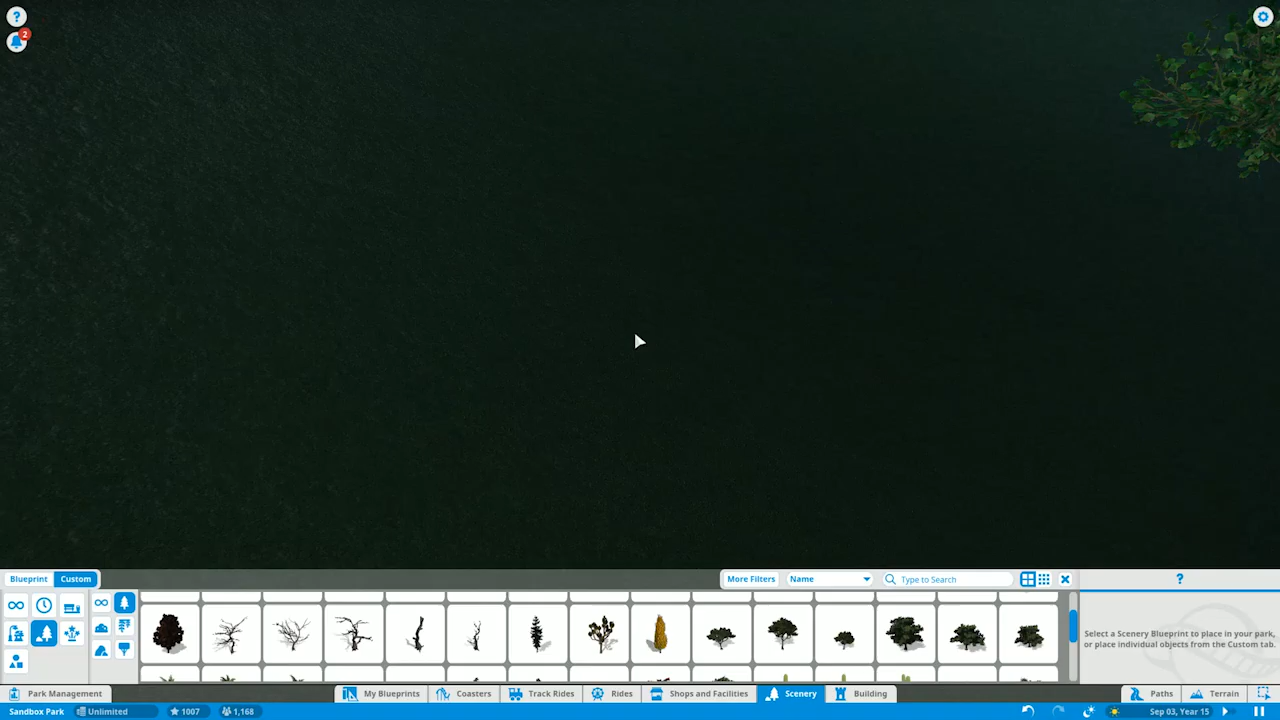 ?
2
Blueprint Custom More Filters Name Type to Search ?
Select a Scenery Blueprint to place in your park,
or place individual objects from the Custom tab.
Park Management My Blueprints Coasters Track Rides Rides Shops and Facilities Scenery Building Paths Terrain
Sandbox Park Unlimited 1007 1,168 Sep 03, Year 15